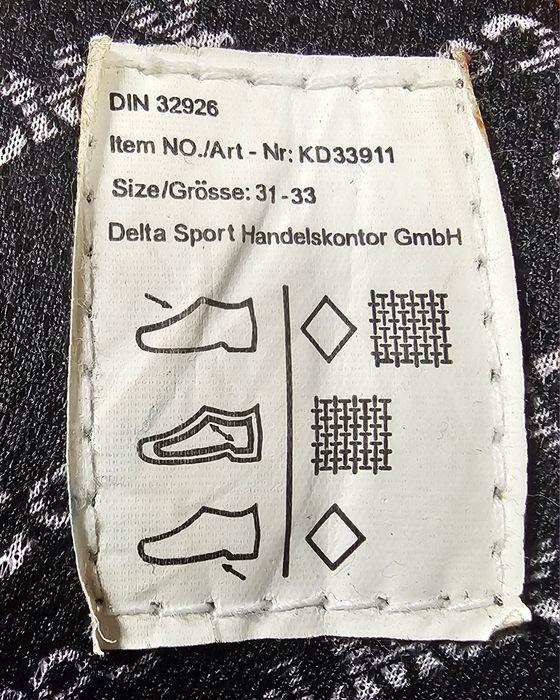 DIN 32926
Item NO./Art - Nr: KD33911
Size/Grösse: 31-33
Delta Sport Handelskontor GmbH